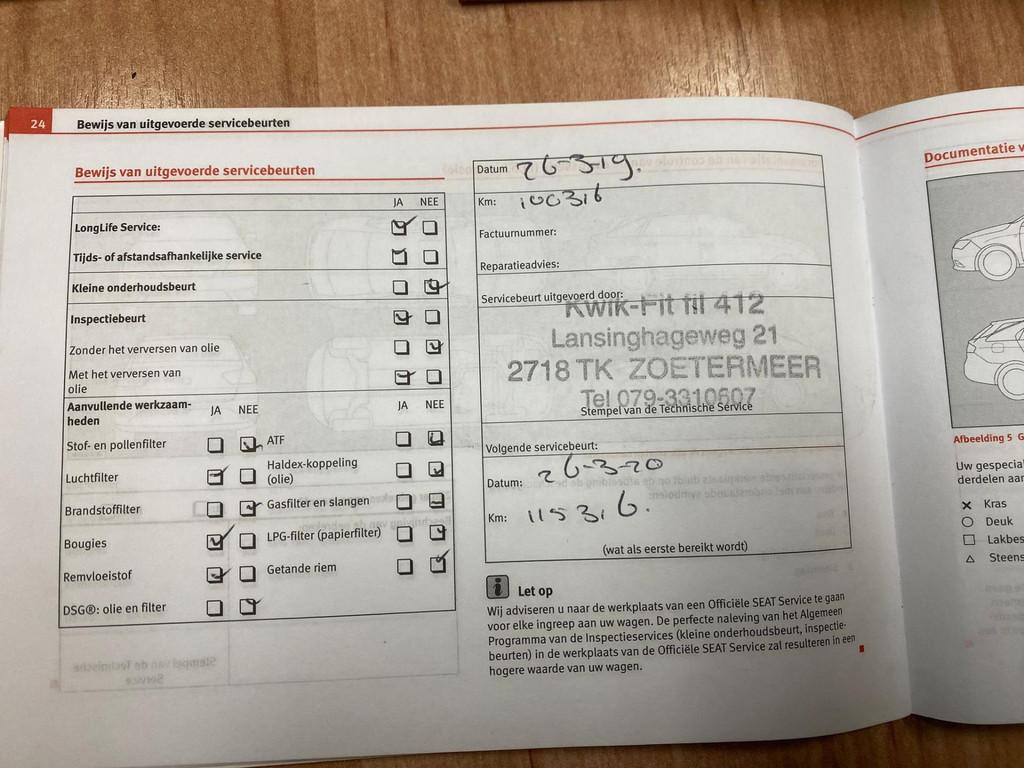 24 Bewijs van uitgevoerde servicebeurten
Bewijs van uitgevoerde servicebeurten
JA NEE
LongLife Service:
Tijds- of afstandsafhankelijke service
Kleine onderhoudsbeurt
Inspectiebeurt
Zonder het verversen van olie
Met het verversen van
olie
Aanvullende werkzaam-
heden
JA NEE
JA NEE
Stof- en pollenfilter
ATF
Luchtfilter
Haldex-koppeling
(olie)
Brandstoffilter
Gasfilter en slangen
Bougies
LPG-filter (papierfilter)
Remvloeistof
Getande riem
DSG®: olie en filter
Datum 26-3-19.
Km: 100316
Factuurnummer:
Reparatieadvies:
Servicebeurt uitgevoerd door:
Kwik-Fit fil 412
Lansinghageweg 21
2718 TK ZOETERMEER
Tel 079-3310607
Stempel van de Technische Service
Volgende servicebeurt:
Datum: 26-3-20
Km: 115316.
(wat als eerste bereikt wordt)
i Let op
Wij adviseren u naar de werkplaats van een Officiële SEAT Service te gaan
voor elke ingreep aan uw wagen. De perfecte naleving van het Algemeen
Programma van de Inspectieservices (kleine onderhoudsbeurt, inspectie-
beurten) in de werkplaats van de Officiële SEAT Service zal resulteren in een
hogere waarde van uw wagen.
Documentatie v
Afbeelding 5 G
Uw gespecia
derdelen aan
Kras
Deuk
Lakbes
Steens